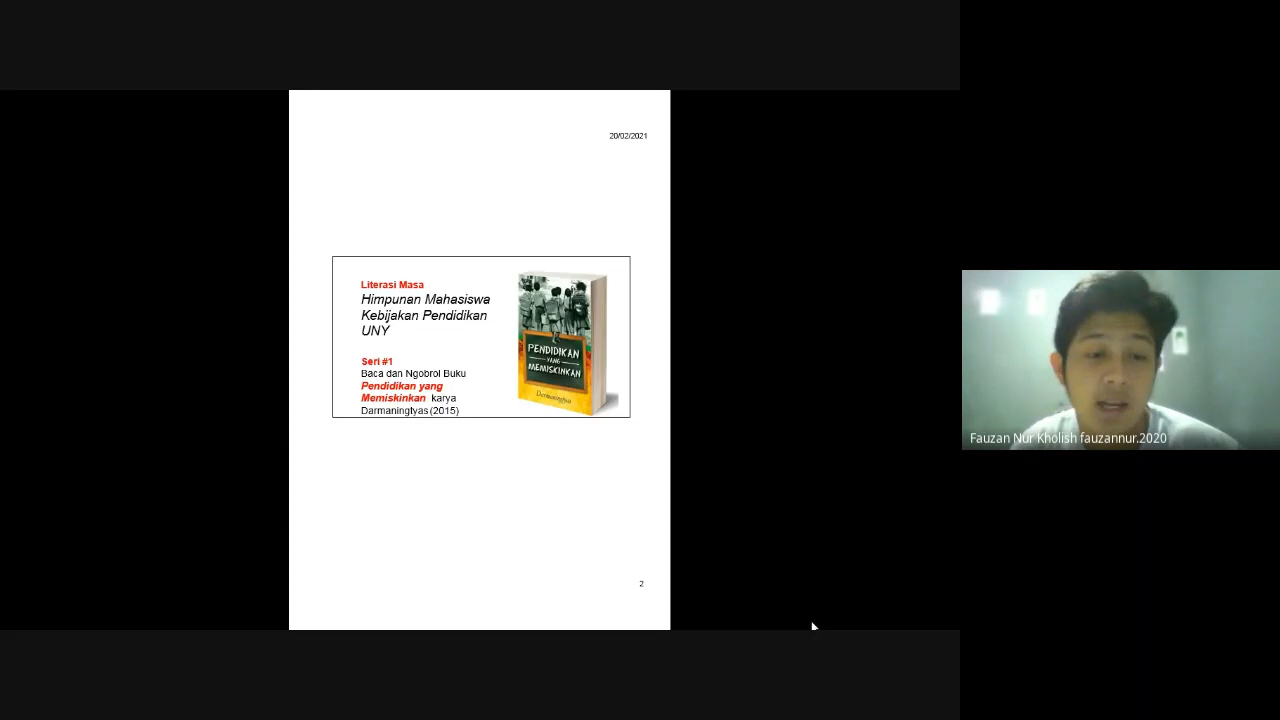 20/02/2021
Literasi Masa
Himpunan Mahasiswa
Kebijakan Pendidikan
UNY
Seri #1
Baca dan Ngobrol Buku
Pendidikan yang
Memiskinkan karya
Darmaningtyas (2015)
PENDIDIKAN
YANG
MEMISKINKAN
Darmaningtyas
2
Fauzan Nur Kholish fauzannur.2020